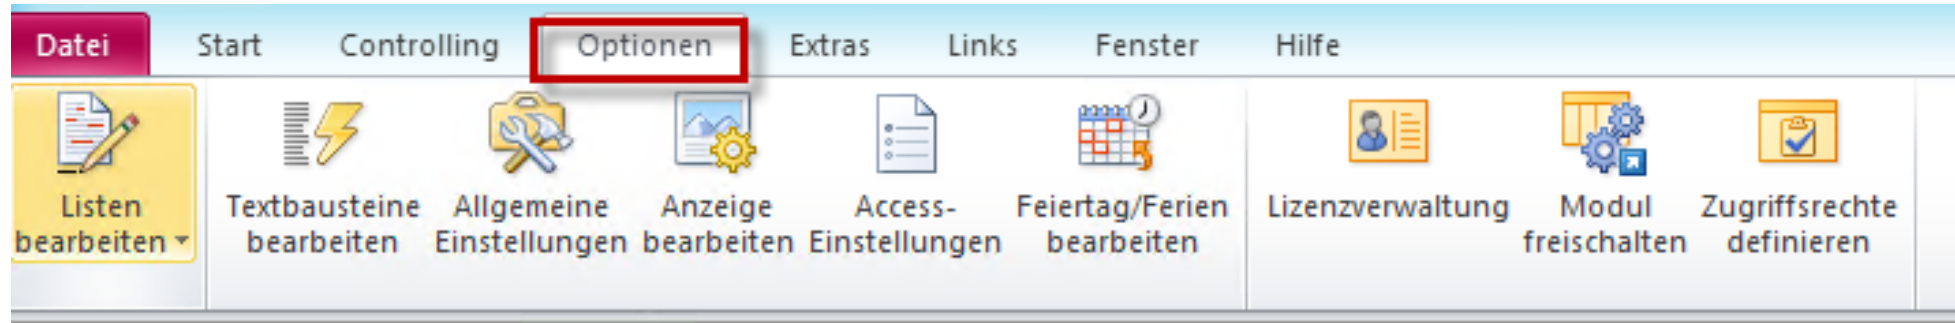 Datei Start Controlling Optionen Extras Links Fenster Hilfe
Listen bearbeiten
Textbausteine bearbeiten
Allgemeine Einstellungen
Anzeige bearbeiten
Access-Einstellungen
Feiertag/Ferien bearbeiten
Lizenzverwaltung
Modul freischalten
Zugriffsrechte definieren